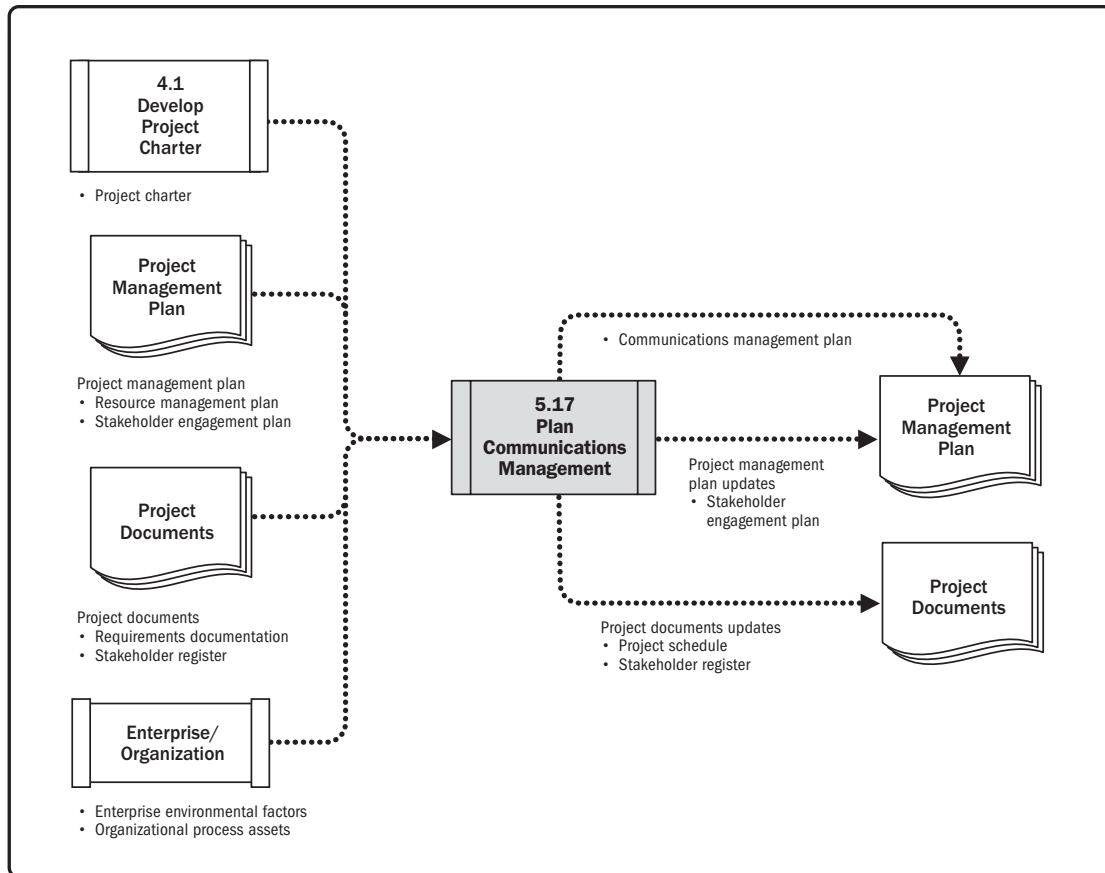 4.1
Develop
Project
Charter
• Project charter
Project
Management
Plan
Project management plan
• Resource management plan
• Stakeholder engagement plan
Project
Documents
Project documents
• Requirements documentation
• Stakeholder register
Enterprise/
Organization
• Enterprise environmental factors
• Organizational process assets
5.17
Plan
Communications
Management
• Communications management plan
Project management
plan updates
• Stakeholder
engagement plan
Project documents updates
• Project schedule
• Stakeholder register
Project
Management
Plan
Project
Documents